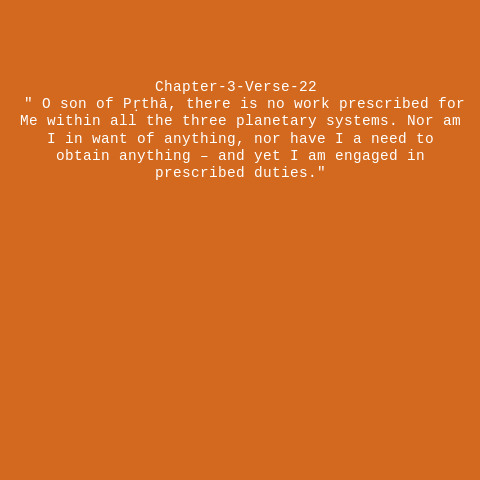 Chapter-3-Verse-22
" O son of Pṛthā, there is no work prescribed for
Me within all the three planetary systems. Nor am
I in want of anything, nor have I a need to
obtain anything – and yet I am engaged in
prescribed duties."